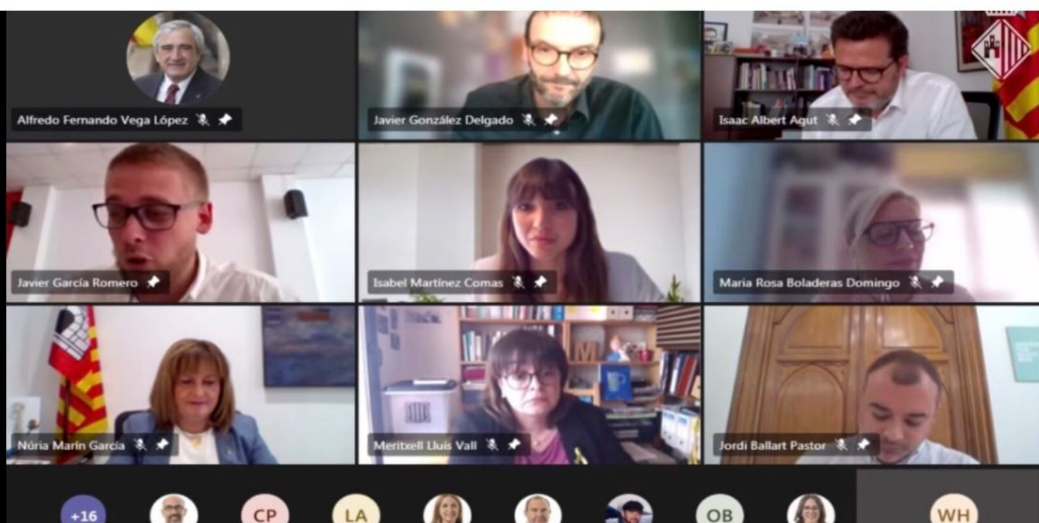 Alfredo Fernando Vega López
Javier González Delgado
Isaac Albert Agut
Javier García Romero
Isabel Martínez Comas
Maria Rosa Boladeras Domingo
Núria Marín García
Meritxell Lluís Vall
Jordi Ballart Pastor
+16
CP
LA
OB
WH